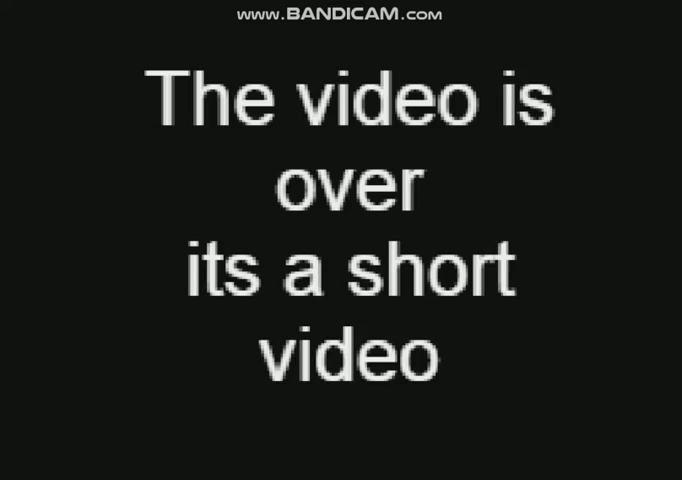 www.BANDICAM.com
The video is
over
its a short
video